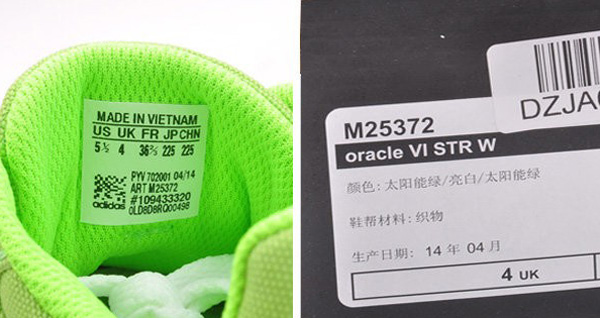 MADE IN VIETNAM
US UK FR JP CHN
5½ 4 36⅔ 225 225
PYV 702001 04/14
ART M25372
#109433320
0LD8D8RQ00498
adidas
DZJA
M25372
oracle VI STR W
颜色: 太阳能绿/亮白/太阳能绿
鞋帮材料: 织物
生产日期: 14 年 04 月
4 UK